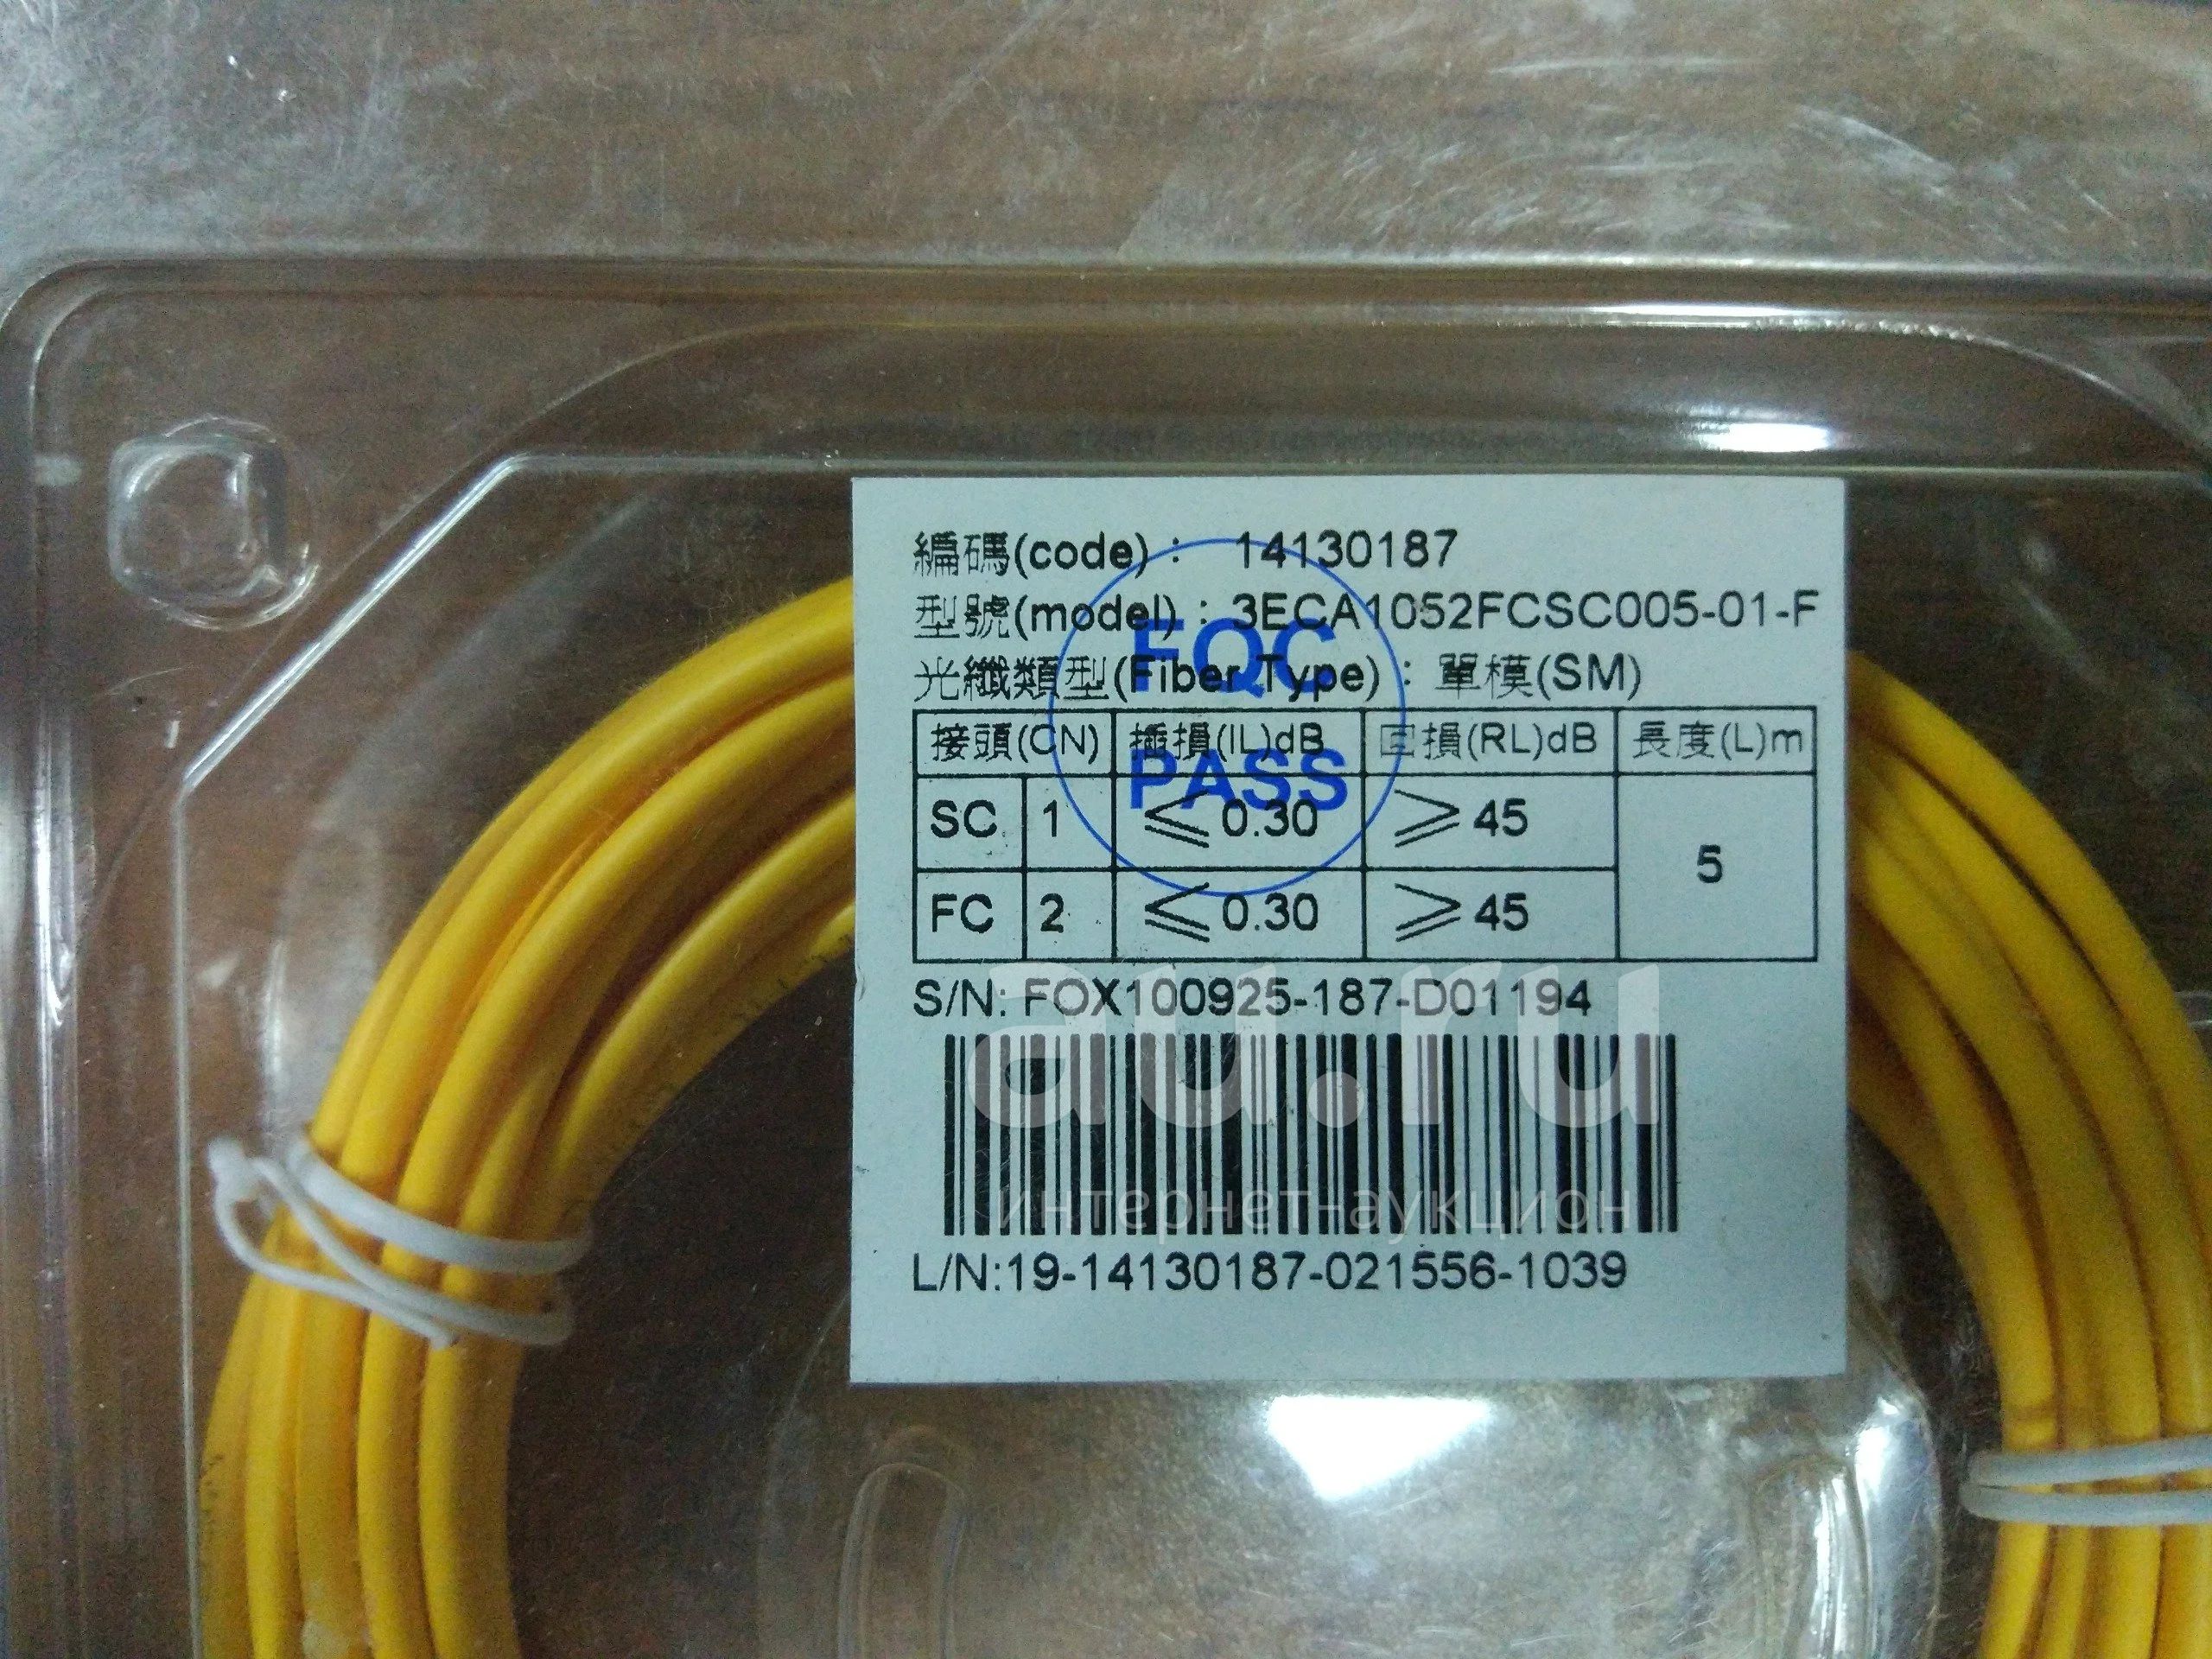 編碼(code)： 14130187
型號(model)：3ECA1052FCSC005-01-F
光纖類型(Fiber Type)：單模(SM)
接頭(CN) 插損(IL)dB 回損(RL)dB 長度(L)m
SC 1 ≤0.30 ≥45 5
FC 2 ≤0.30 ≥45
FQC
PASS
S/N: FOX100925-187-D01194
au.ru
интернет-аукцион
L/N:19-14130187-021556-1039